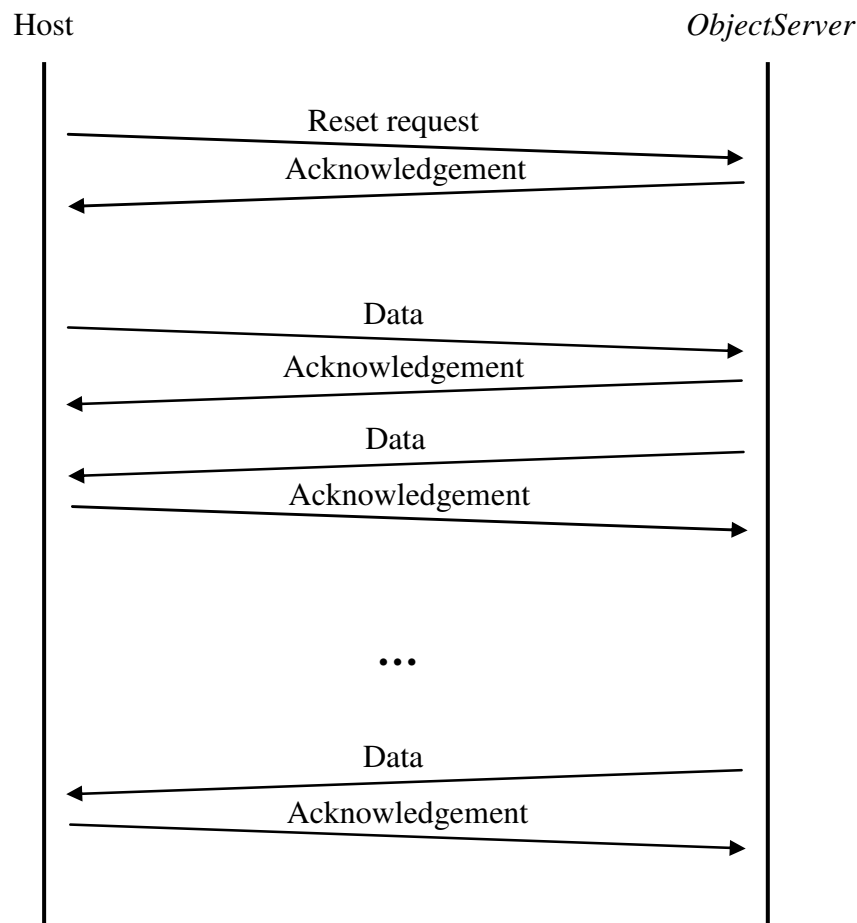 Host
ObjectServer
Reset request
Acknowledgement
Data
Acknowledgement
Data
Acknowledgement
...
Data
Acknowledgement